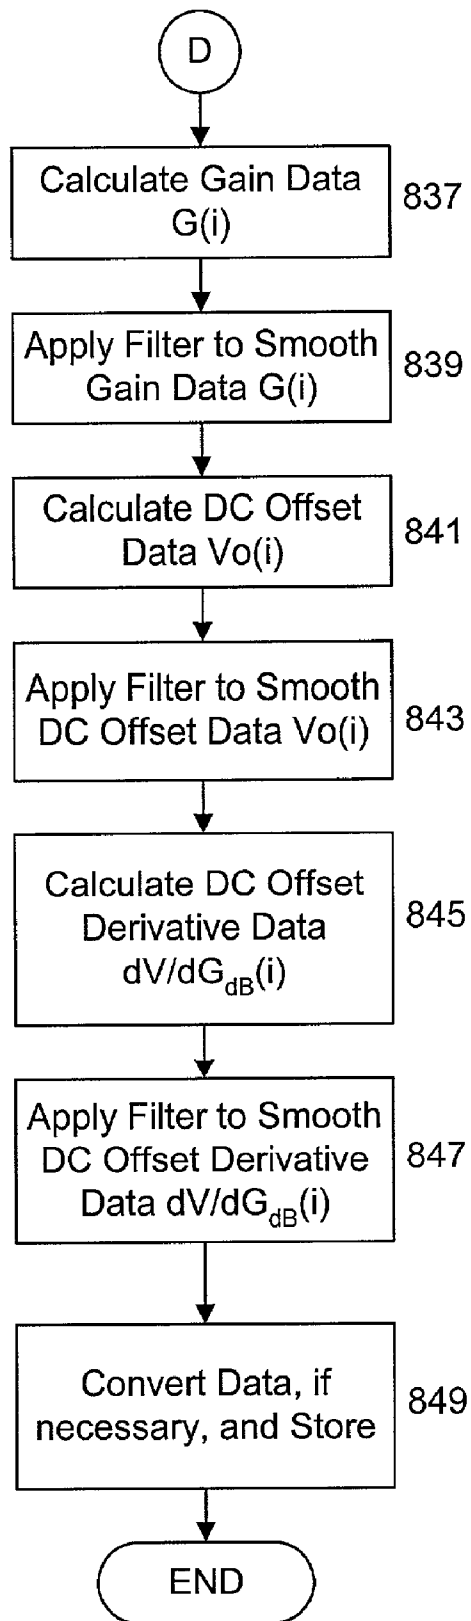 D
Calculate Gain Data
G(i)
837
Apply Filter to Smooth
Gain Data G(i)
839
Calculate DC Offset
Data Vo(i)
841
Apply Filter to Smooth
DC Offset Data Vo(i)
843
Calculate DC Offset
Derivative Data
dV/dGdB(i)
845
Apply Filter to Smooth
DC Offset Derivative
Data dV/dGdB(i)
847
Convert Data, if
necessary, and Store
849
END